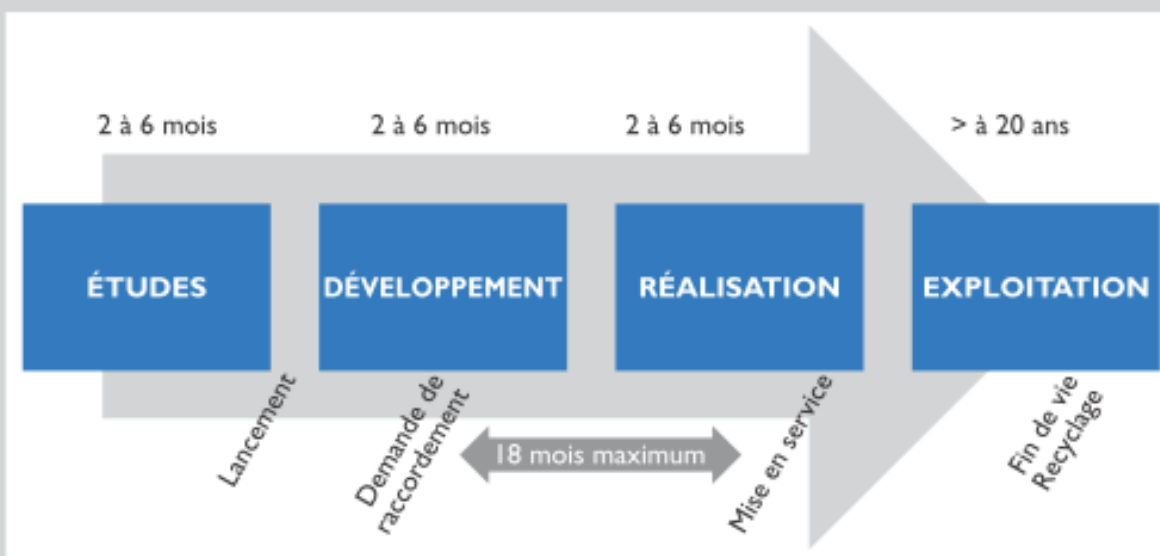 2 à 6 mois
2 à 6 mois
2 à 6 mois
> à 20 ans
ÉTUDES
DÉVELOPPEMENT
RÉALISATION
EXPLOITATION
Lancement
Demande de
raccordement
18 mois maximum
Mise en service
Fin de vie
Recyclage